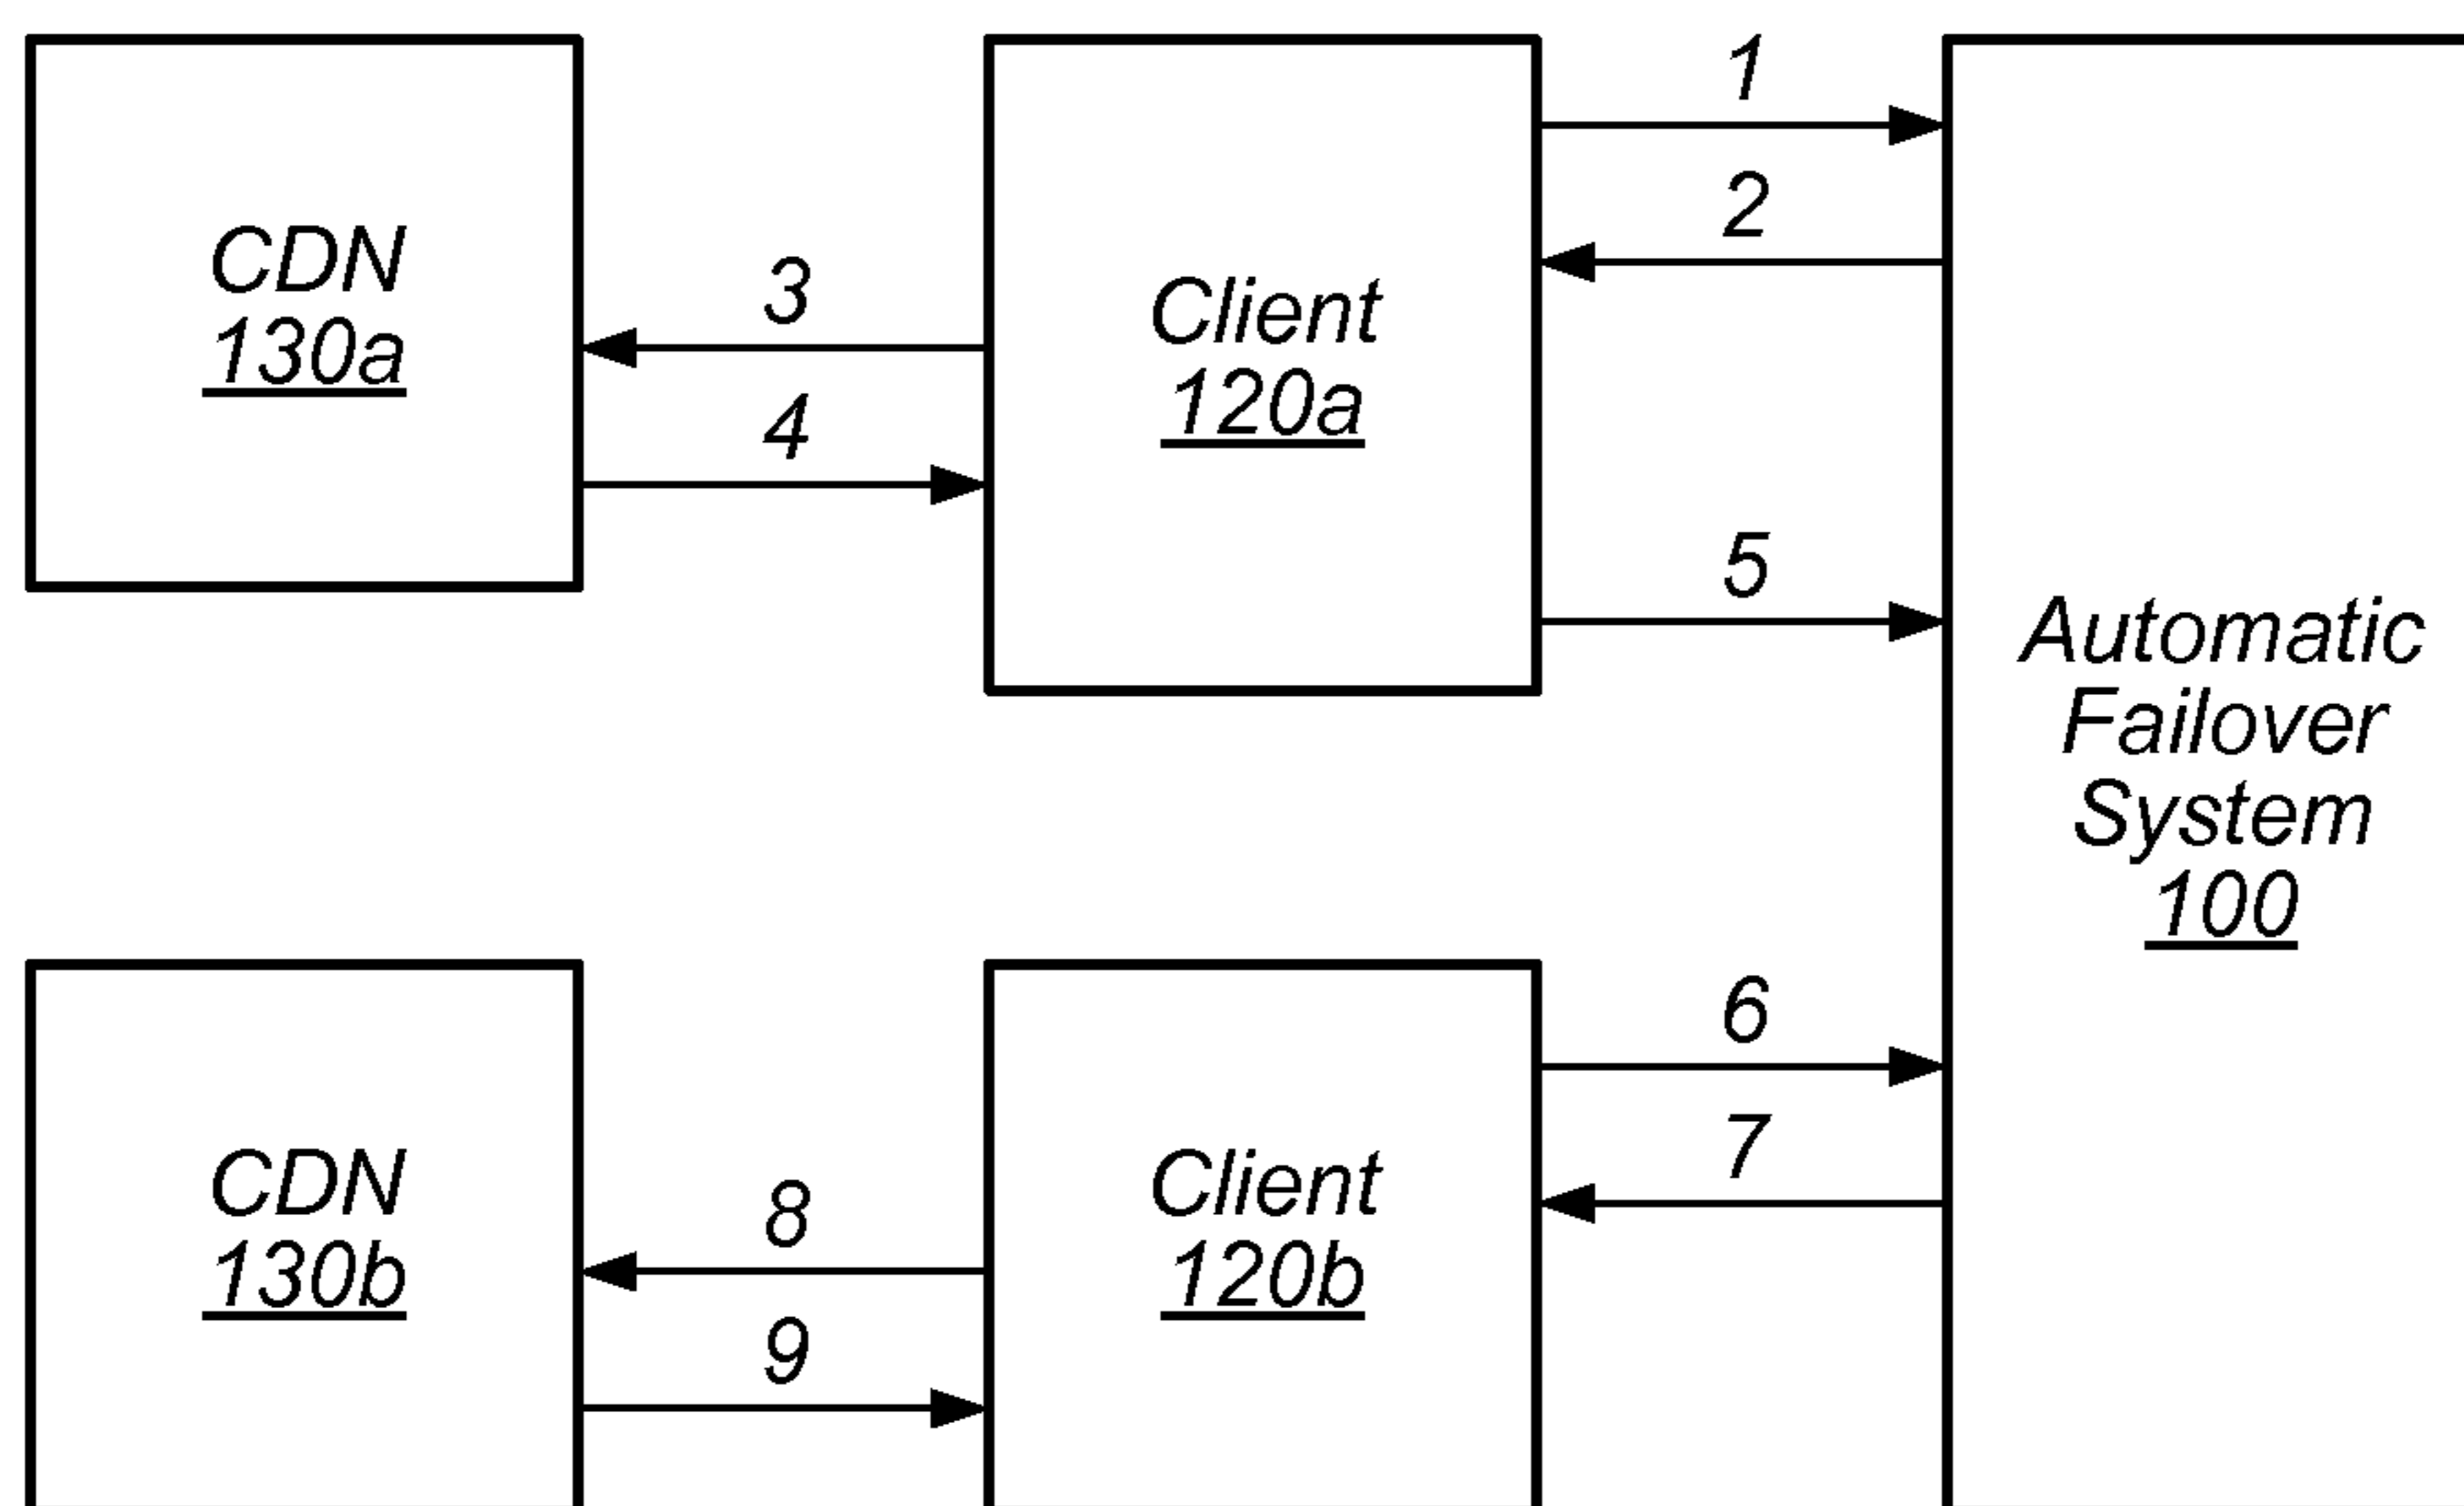 1
2
CDN
130a
3
4
Client
120a
5
Automatic
Failover
System
100
6
7
CDN
130b
8
9
Client
120b